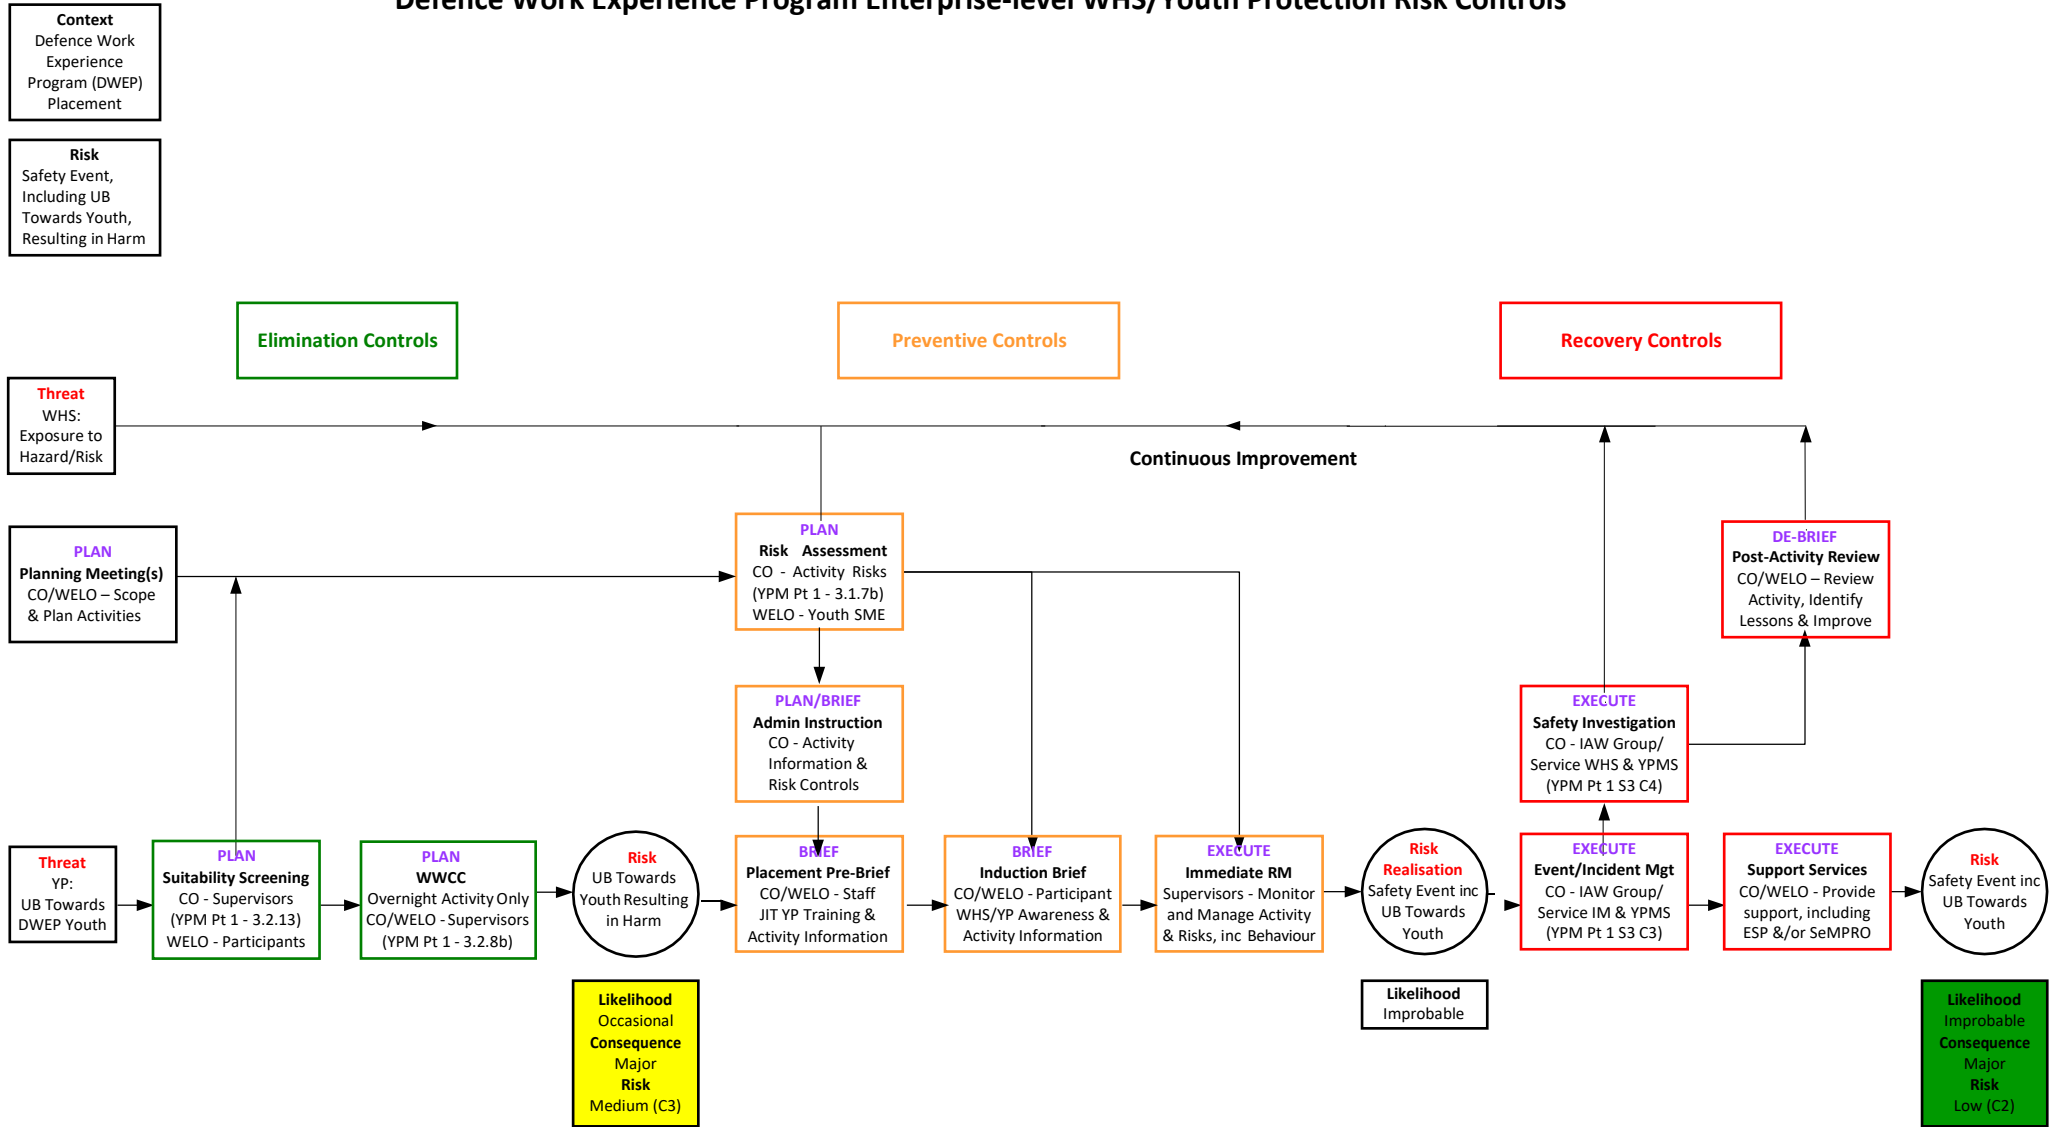 Defence Work Experience Program Enterprise-level WHS/Youth Protection Risk Controls
Context
Defence Work
Experience
Program (DWEP)
Placement
Risk
Safety Event,
Including UB
Towards Youth,
Resulting in Harm
Elimination Controls
Preventive Controls
Recovery Controls
Threat
WHS:
Exposure to
Hazard/Risk
Continuous Improvement
PLAN
Planning Meeting(s)
CO/WELO – Scope
& Plan Activities
PLAN
Risk Assessment
CO - Activity Risks
(YPM Pt 1 - 3.1.7b)
WELO - Youth SME
DE-BRIEF
Post-Activity Review
CO/WELO – Review
Activity, Identify
Lessons & Improve
PLAN/BRIEF
Admin Instruction
CO - Activity
Information &
Risk Controls
EXECUTE
Safety Investigation
CO - IAW Group/
Service WHS & YPMS
(YPM Pt 1 S3 C4)
Threat
YP:
UB Towards
DWEP Youth
PLAN
Suitability Screening
CO - Supervisors
(YPM Pt 1 - 3.2.13)
WELO - Participants
PLAN
WWCC
Overnight Activity Only
CO/WELO - Supervisors
(YPM Pt 1 - 3.2.8b)
Risk
UB Towards
Youth Resulting
in Harm
BRIEF
Placement Pre-Brief
CO/WELO - Staff
JIT YP Training &
Activity Information
BRIEF
Induction Brief
CO/WELO - Participant
WHS/YP Awareness &
Activity Information
EXECUTE
Immediate RM
Supervisors - Monitor
and Manage Activity
& Risks, inc Behaviour
Risk
Realisation
Safety Event inc
UB Towards
Youth
EXECUTE
Event/Incident Mgt
CO - IAW Group/
Service IM & YPMS
(YPM Pt 1 S3 C3)
EXECUTE
Support Services
CO/WELO - Provide
support, including
ESP &/or SeMPRO
Risk
Safety Event inc
UB Towards
Youth
Likelihood
Occasional
Consequence
Major
Risk
Medium (C3)
Likelihood
Improbable
Likelihood
Improbable
Consequence
Major
Risk
Low (C2)